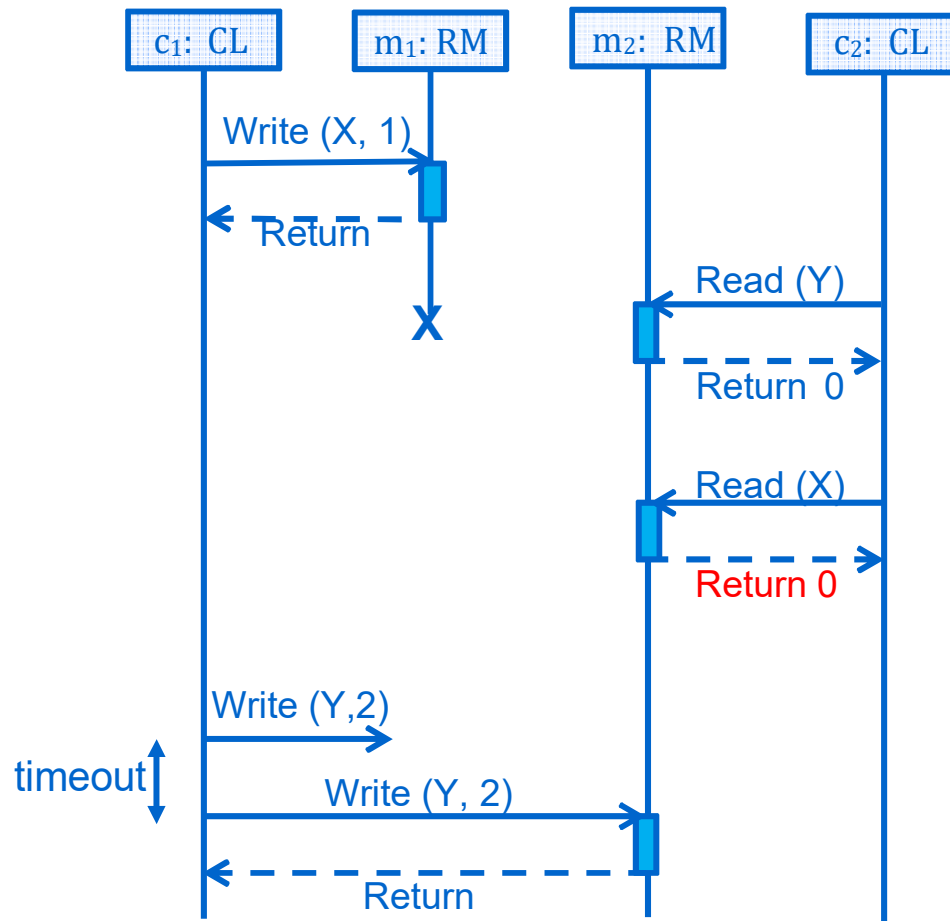 c₁: CL
m₁: RM
m₂: RM
c₂: CL
Write (X, 1)
Return
X
Read (Y)
Return 0
Read (X)
Return 0
Write (Y,2)
timeout
Write (Y, 2)
Return